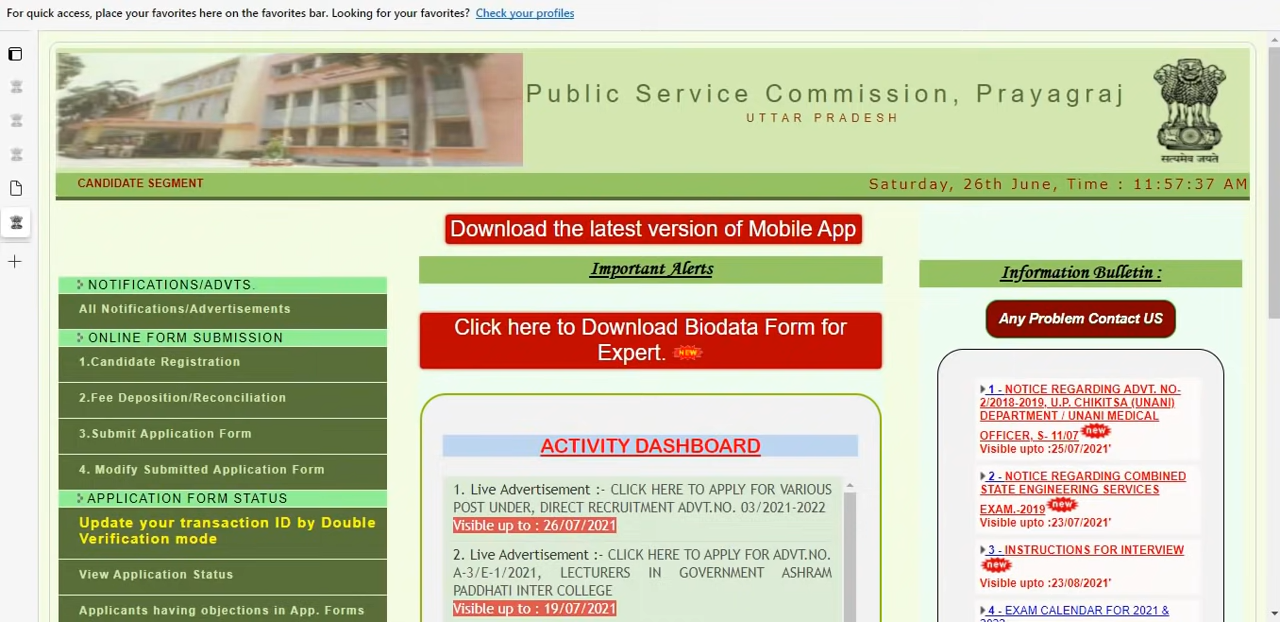 For quick access, place your favorites here on the favorites bar. Looking for your favorites? Check your profiles
Public Service Commission, Prayagraj
UTTAR PRADESH
सत्यमेव जयते
CANDIDATE SEGMENT
Saturday, 26th June, Time : 11:57:37 AM
Download the latest version of Mobile App
NOTIFICATIONS/ADVTS.
All Notifications/Advertisements
ONLINE FORM SUBMISSION
1.Candidate Registration
2.Fee Deposition/Reconciliation
3.Submit Application Form
4. Modify Submitted Application Form
APPLICATION FORM STATUS
Update your transaction ID by Double
Verification mode
View Application Status
Applicants having objections in App. Forms
Important Alerts
Click here to Download Biodata Form for
Expert. NEW
ACTIVITY DASHBOARD
1. Live Advertisement :- CLICK HERE TO APPLY FOR VARIOUS
POST UNDER, DIRECT RECRUITMENT ADVT.NO. 03/2021-2022
Visible up to : 26/07/2021
2. Live Advertisement :- CLICK HERE TO APPLY FOR ADVT.NO.
A-3/E-1/2021, LECTURERS IN GOVERNMENT ASHRAM
PADDHATI INTER COLLEGE
Visible up to : 19/07/2021
Information Bulletin :
Any Problem Contact US
1 - NOTICE REGARDING ADVT. NO-
2/2018-2019, U.P. CHIKITSA (UNANI)
DEPARTMENT / UNANI MEDICAL
OFFICER, S- 11/07 new
Visible upto :25/07/2021'
2 - NOTICE REGARDING COMBINED
STATE ENGINEERING SERVICES
EXAM.-2019 new
Visible upto :23/07/2021'
3 - INSTRUCTIONS FOR INTERVIEW
new
Visible upto :23/08/2021'
4 - EXAM CALENDAR FOR 2021 &